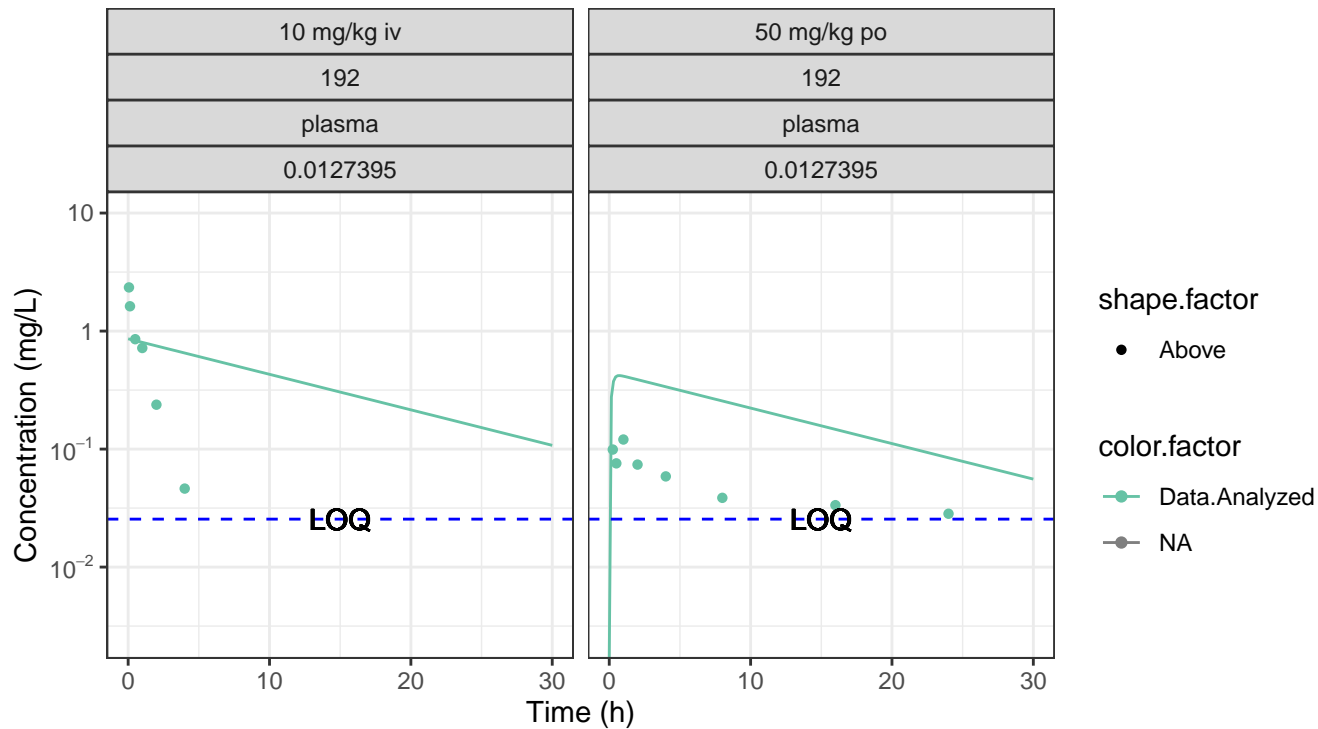 10 mg/kg iv
192
plasma
0.0127395
50 mg/kg po
192
plasma
0.0127395
Concentration (mg/L)
10
1
10⁻¹
10⁻²
LOQ
LOQ
0 10 20 30
0 10 20 30
Time (h)
shape.factor
Above
color.factor
Data.Analyzed
NA